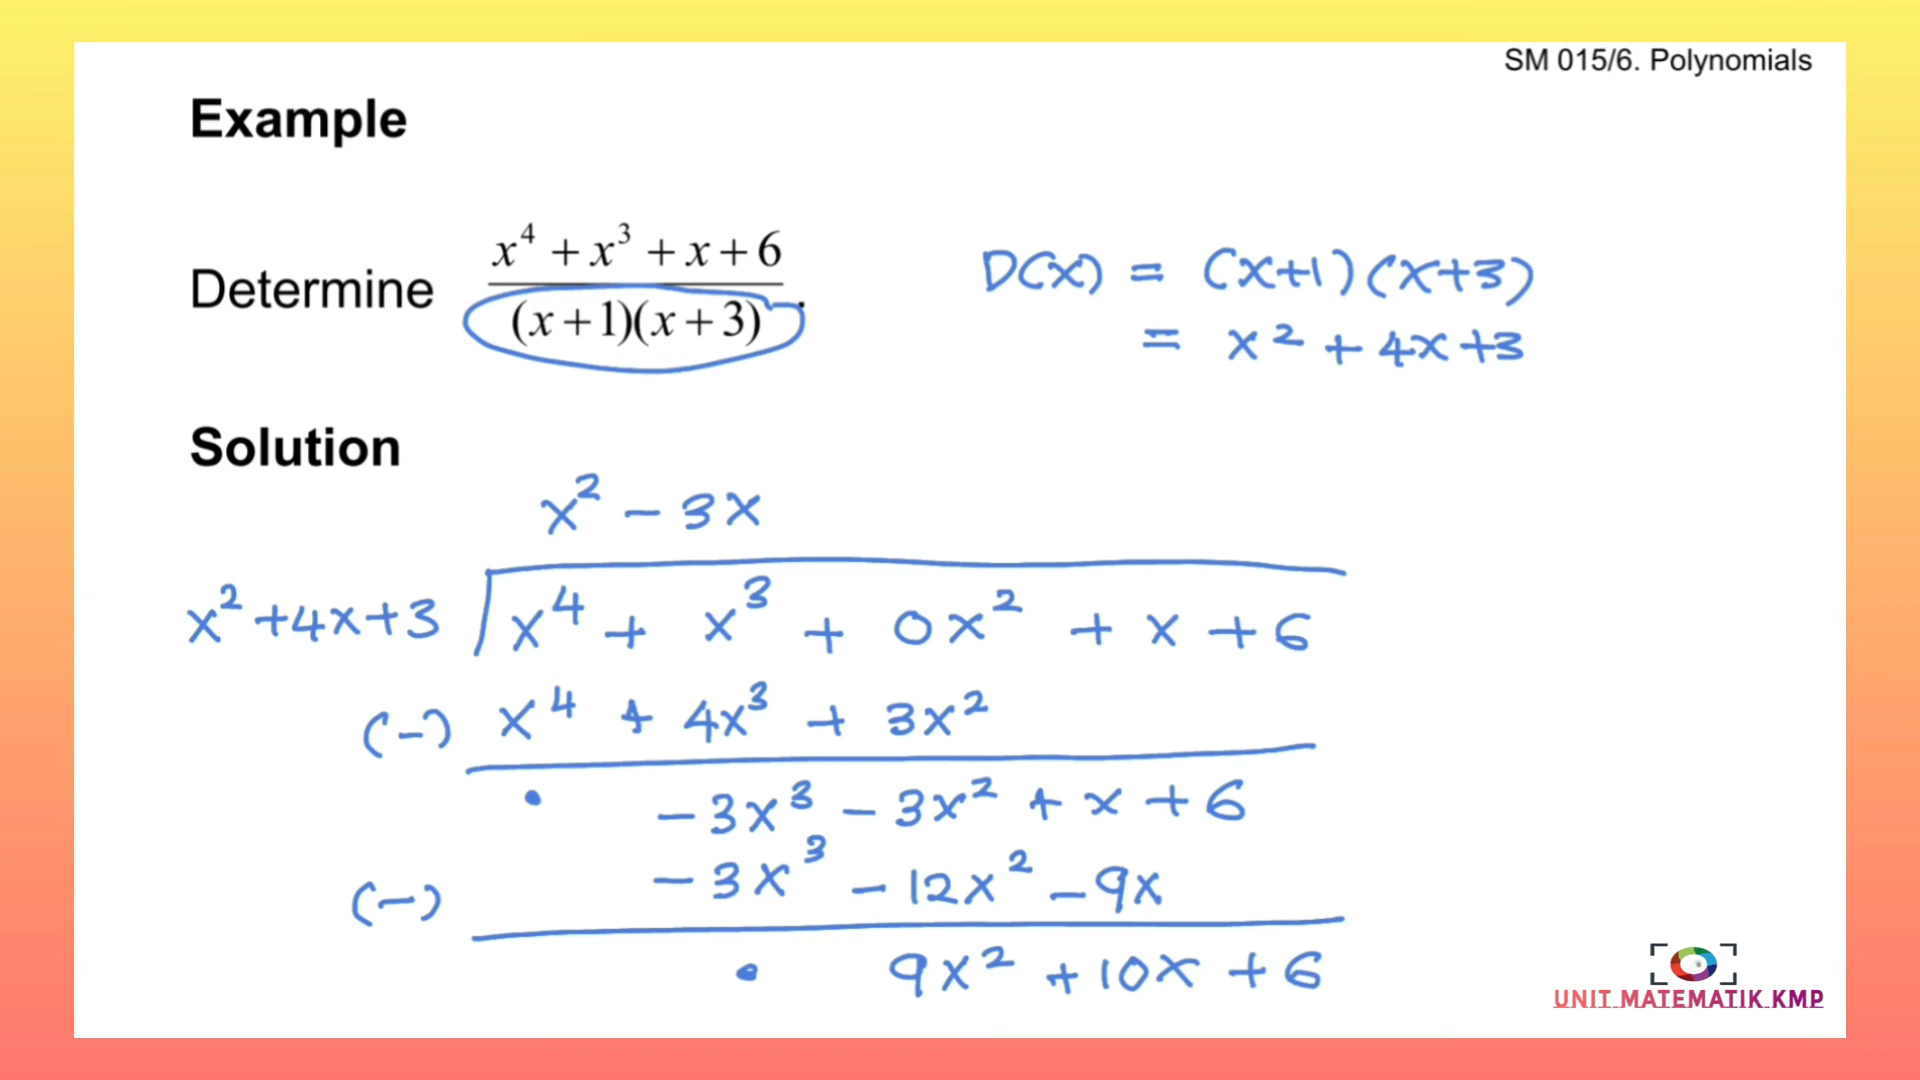 SM 015/6. Polynomials
Example
Determine x⁴ + x³ + x + 6 / (x + 1)(x + 3) .
D(x) = (x+1)(x+3)
= x² + 4x + 3
Solution
x² − 3x
x² + 4x + 3 x⁴ + x³ + 0x² + x + 6
(−) x⁴ + 4x³ + 3x²
• −3x³ − 3x² + x + 6
(−) −3x³ − 12x² − 9x
• 9x² + 10x + 6
UNIT MATEMATIK KMP